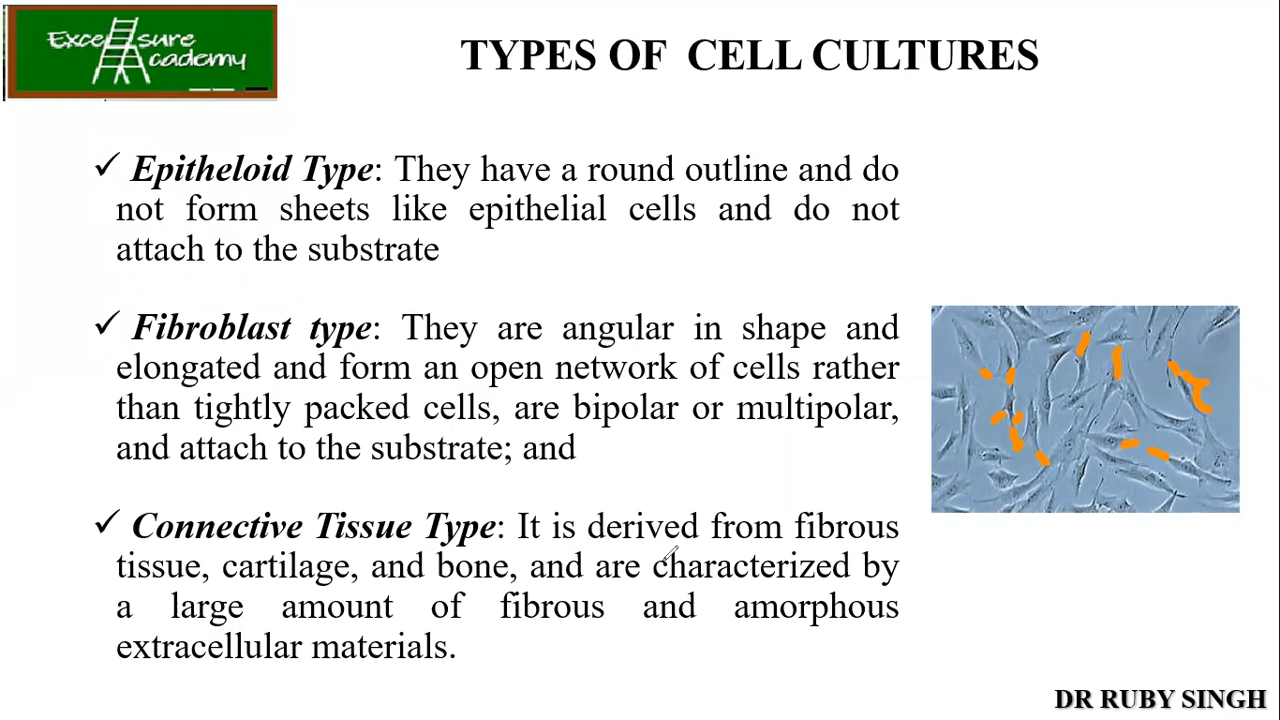 Exce sure
cademy
TYPES OF CELL CULTURES
✓ Epitheloid Type: They have a round outline and do
not form sheets like epithelial cells and do not
attach to the substrate
✓ Fibroblast type: They are angular in shape and
elongated and form an open network of cells rather
than tightly packed cells, are bipolar or multipolar,
and attach to the substrate; and
✓ Connective Tissue Type: It is derived from fibrous
tissue, cartilage, and bone, and are characterized by
a large amount of fibrous and amorphous
extracellular materials.
DR RUBY SINGH